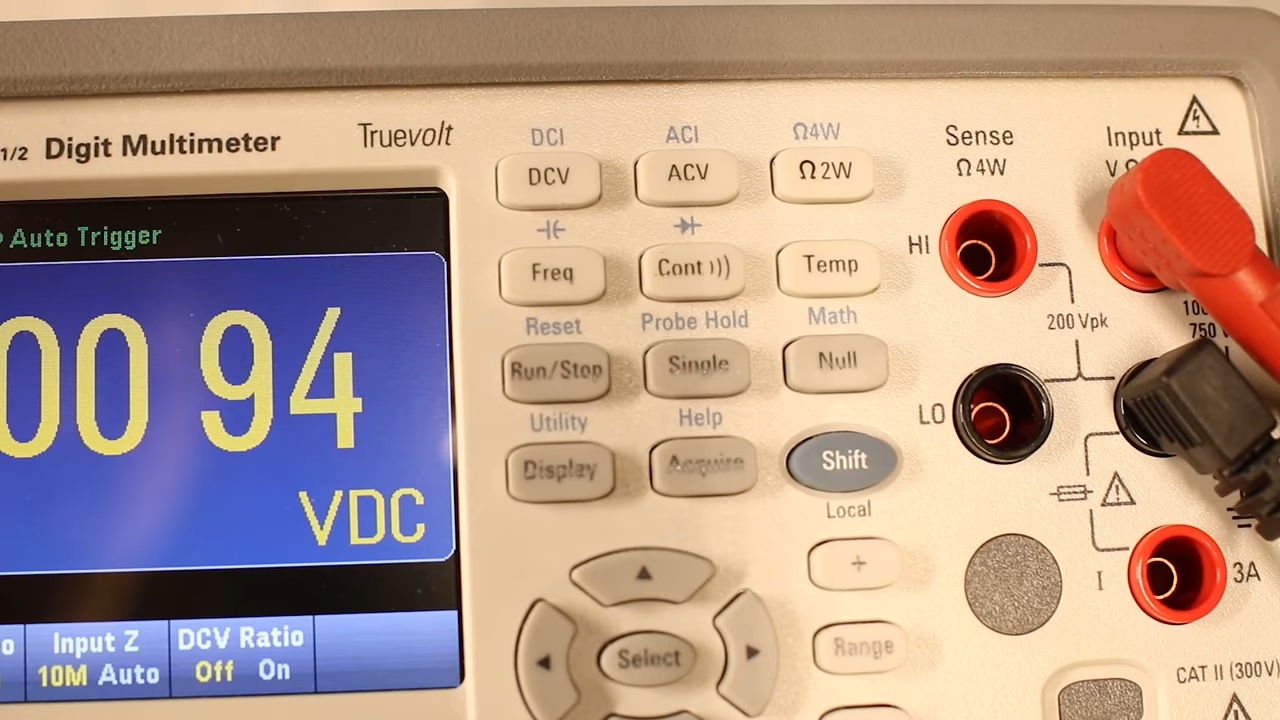 1/2 Digit Multimeter
Truevolt
Auto Trigger
00 94
VDC
Input Z
10M Auto
DCV Ratio
Off On
DCI
ACI
Ω4W
DCV
ACV
Ω2W
Freq
Cont )))
Temp
Reset
Probe Hold
Math
Run/Stop
Single
Null
Utility
Help
Display
Acquire
Shift
Local
+
Range
Select
Sense
Ω4W
Input
V
HI
200 Vpk
750
LO
I
3A
CAT II (300V)